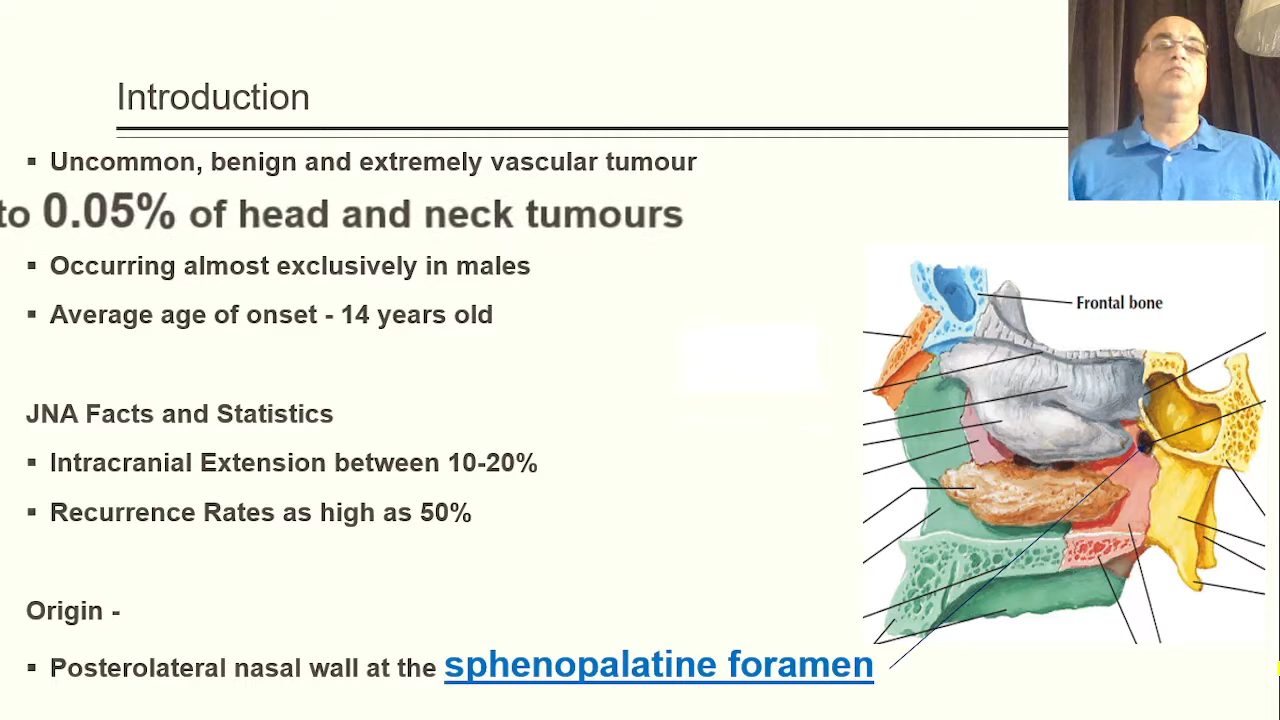 Introduction
▪ Uncommon, benign and extremely vascular tumour
to 0.05% of head and neck tumours
▪ Occurring almost exclusively in males
▪ Average age of onset - 14 years old
Frontal bone
JNA Facts and Statistics
▪ Intracranial Extension between 10-20%
▪ Recurrence Rates as high as 50%
Origin -
▪ Posterolateral nasal wall at the sphenopalatine foramen